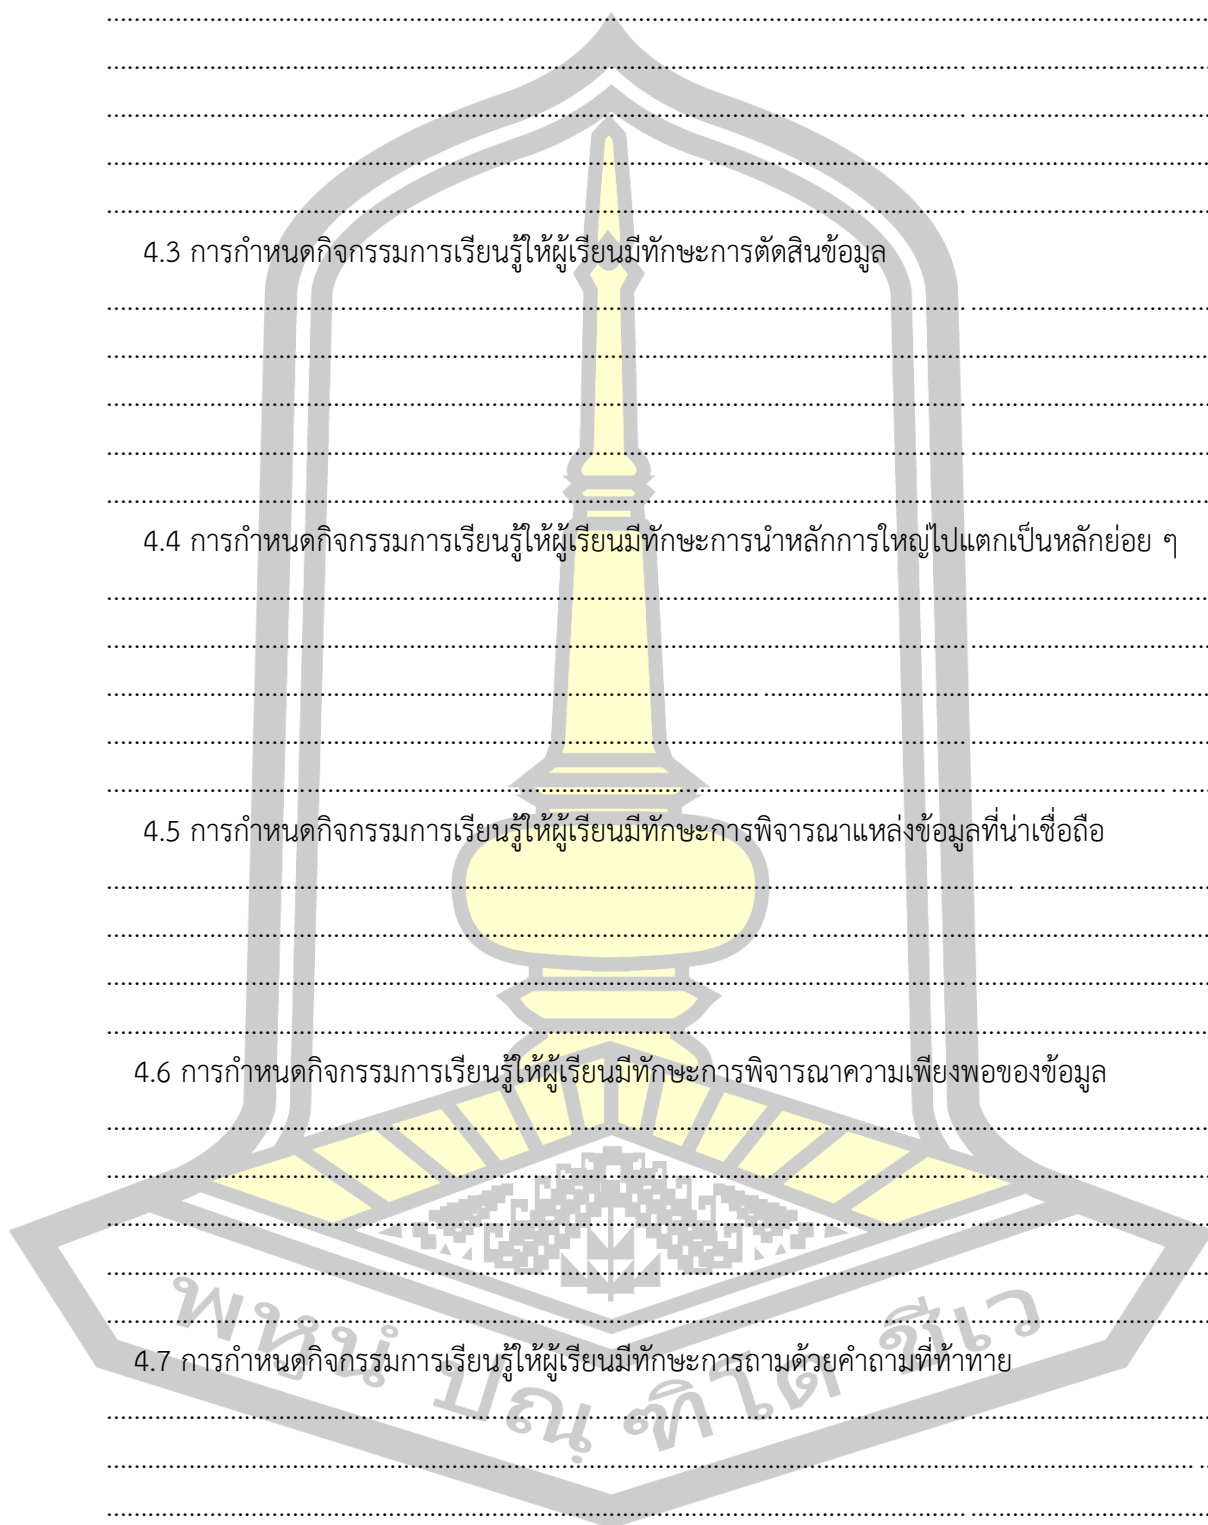 4.3 การกำหนดกิจกรรมการเรียนรู้ให้ผู้เรียนมีทักษะการตัดสินข้อมูล
4.4 การกำหนดกิจกรรมการเรียนรู้ให้ผู้เรียนมีทักษะการนำหลักการใหญ่ไปแตกเป็นหลักย่อย ๆ
4.5 การกำหนดกิจกรรมการเรียนรู้ให้ผู้เรียนมีทักษะการพิจารณาแหล่งข้อมูลที่น่าเชื่อถือ
4.6 การกำหนดกิจกรรมการเรียนรู้ให้ผู้เรียนมีทักษะการพิจารณาความเพียงพอของข้อมูล
4.7 การกำหนดกิจกรรมการเรียนรู้ให้ผู้เรียนมีทักษะการถามด้วยคำถามที่ท้าทาย
พหูนํ ปณฺฑิโต ชีเว